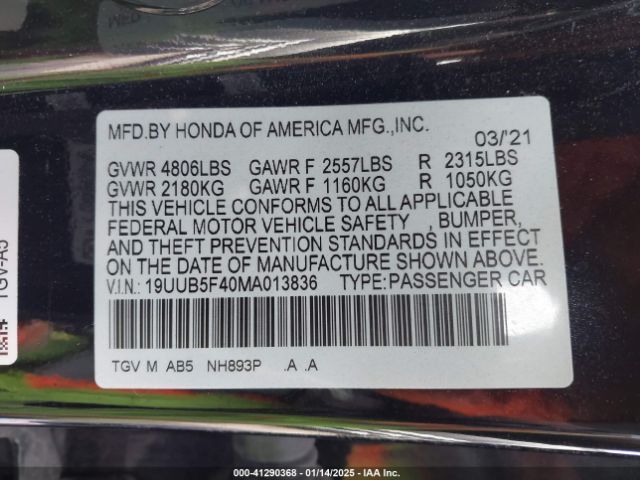 MFD.BY HONDA OF AMERICA MFG.,INC. 03/'21
GVWR 4806LBS GAWR F 2557LBS R 2315LBS
GVWR 2180KG GAWR F 1160KG R 1050KG
THIS VEHICLE CONFORMS TO ALL APPLICABLE
FEDERAL MOTOR VEHICLE SAFETY , BUMPER,
AND THEFT PREVENTION STANDARDS IN EFFECT
ON THE DATE OF MANUFACTURE SHOWN ABOVE.
V.I.N.: 19UUB5F40MA013836 TYPE:PASSENGER CAR
TGV M AB5 NH893P .A .A
TGV-A5
000-41290368 - 01/14/2025 - IAA Inc.